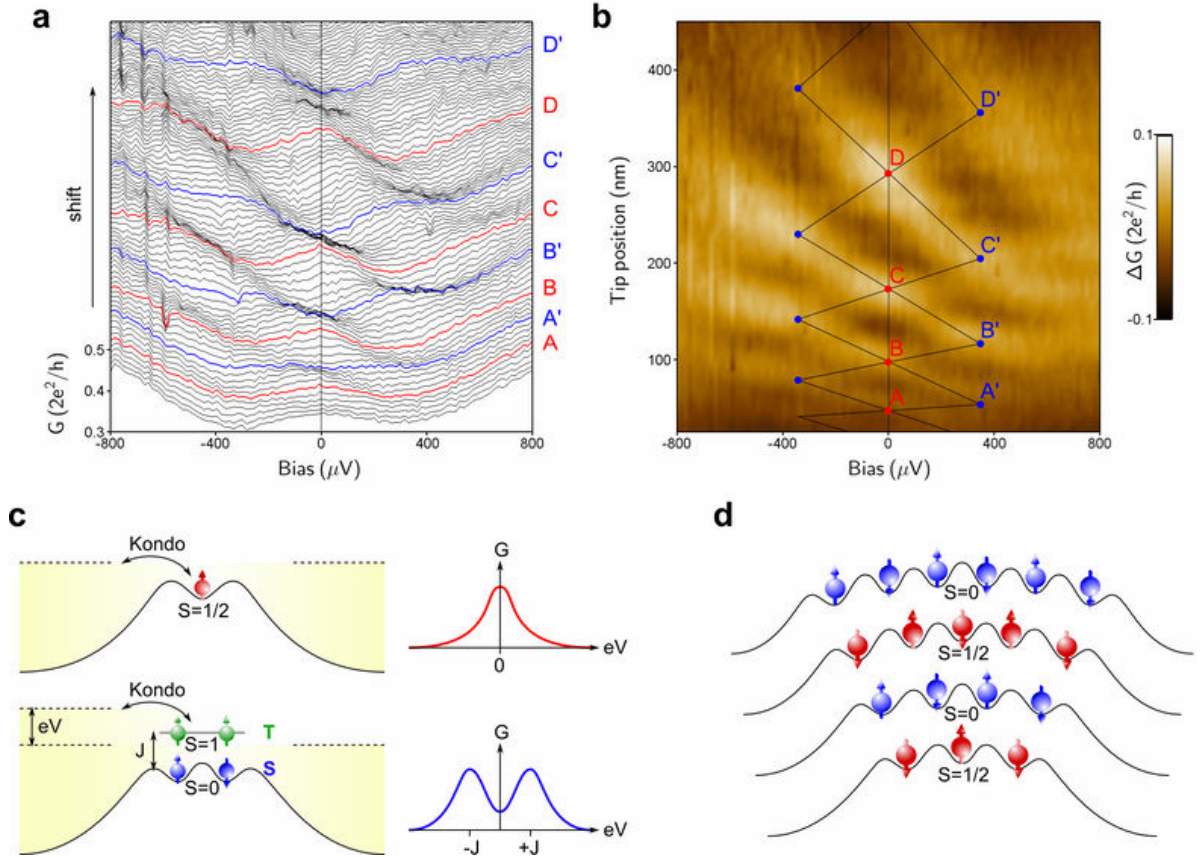 a
D'
D
C'
C
B'
B
A'
A
shift
0.5
0.4
0.3
G (2e²/h)
-800
-400
0
400
800
Bias (μV)
b
400
300
200
100
Tip position (nm)
D'
D
C'
C
B'
B
A'
A
-800
-400
0
400
800
Bias (μV)
0.1
-0.1
ΔG (2e²/h)
c
Kondo
S=1/2
G
0
eV
Kondo
eV
J
S=1
T
S=0
S
G
-J
+J
eV
d
S=0
S=1/2
S=0
S=1/2